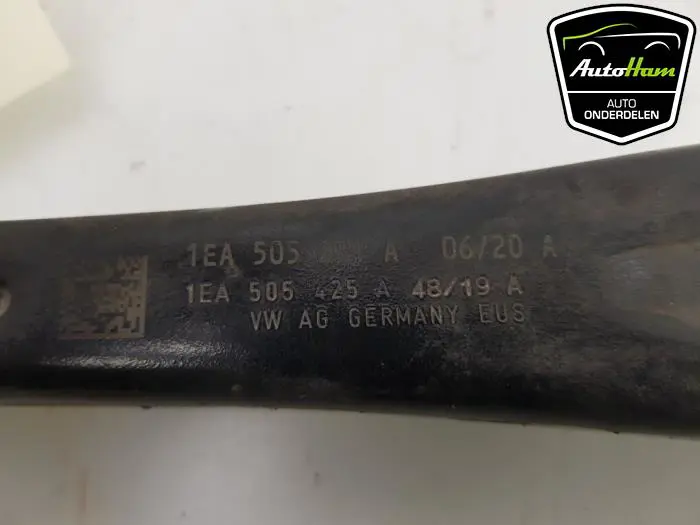 AutoHam
AUTO
ONDERDELEN
1EA 505 A 06/20 A
1EA 505 425 A 48/19 A
VW AG GERMANY EUS